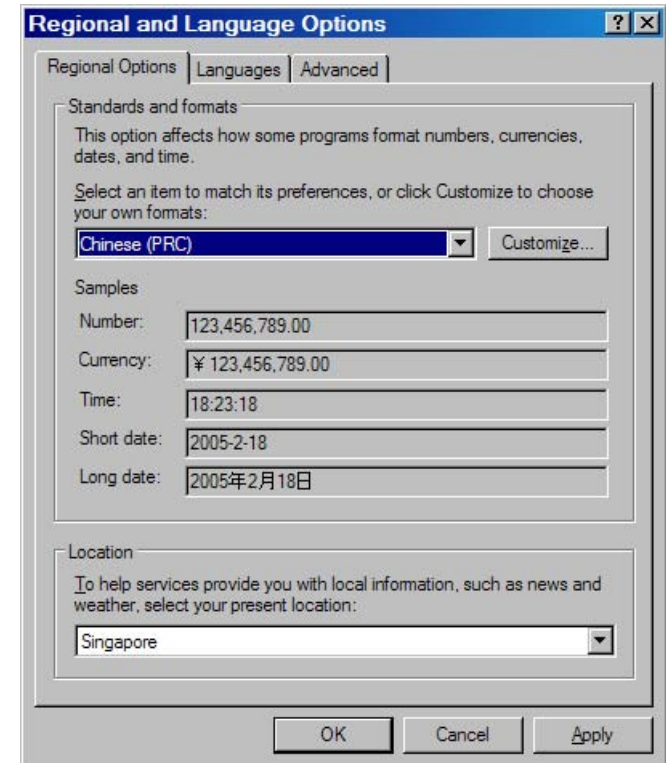 Regional and Language Options
Regional Options Languages Advanced
Standards and formats
This option affects how some programs format numbers, currencies,
dates, and time.
Select an item to match its preferences, or click Customize to choose
your own formats:
Chinese (PRC) Customize...
Samples
Number: 123,456,789.00
Currency: ¥ 123,456,789.00
Time: 18:23:18
Short date: 2005-2-18
Long date: 2005年2月18日
Location
To help services provide you with local information, such as news and
weather, select your present location:
Singapore
OK Cancel Apply